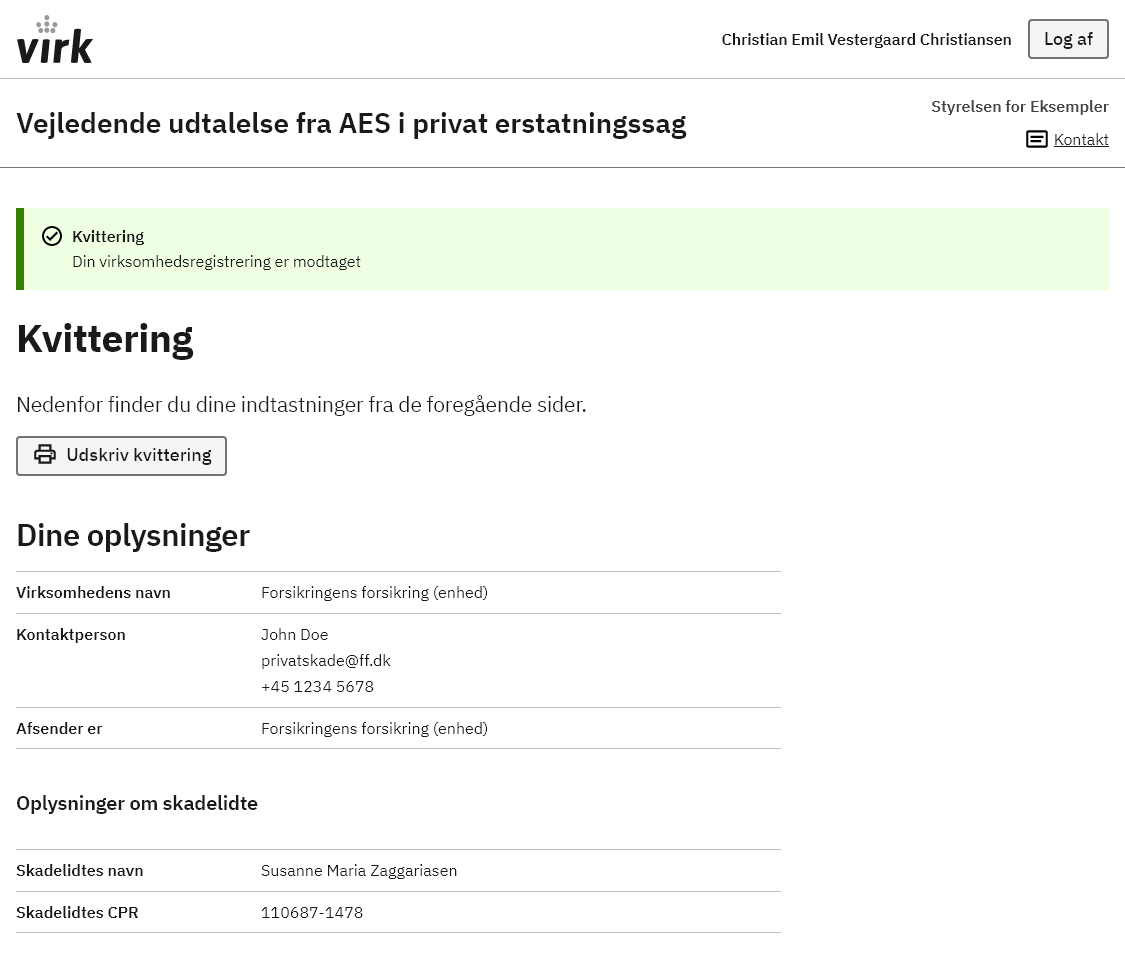 virk
Christian Emil Vestergaard Christiansen
Log af
Vejledende udtalelse fra AES i privat erstatningssag
Styrelsen for Eksempler
Kontakt
Kvittering
Din virksomhedsregistrering er modtaget
Kvittering
Nedenfor finder du dine indtastninger fra de foregående sider.
Udskriv kvittering
Dine oplysninger
Virksomhedens navn Forsikringens forsikring (enhed)
Kontaktperson John Doe
privatskade@ff.dk
+45 1234 5678
Afsender er Forsikringens forsikring (enhed)
Oplysninger om skadelidte
Skadelidtes navn Susanne Maria Zaggariasen
Skadelidtes CPR 110687-1478